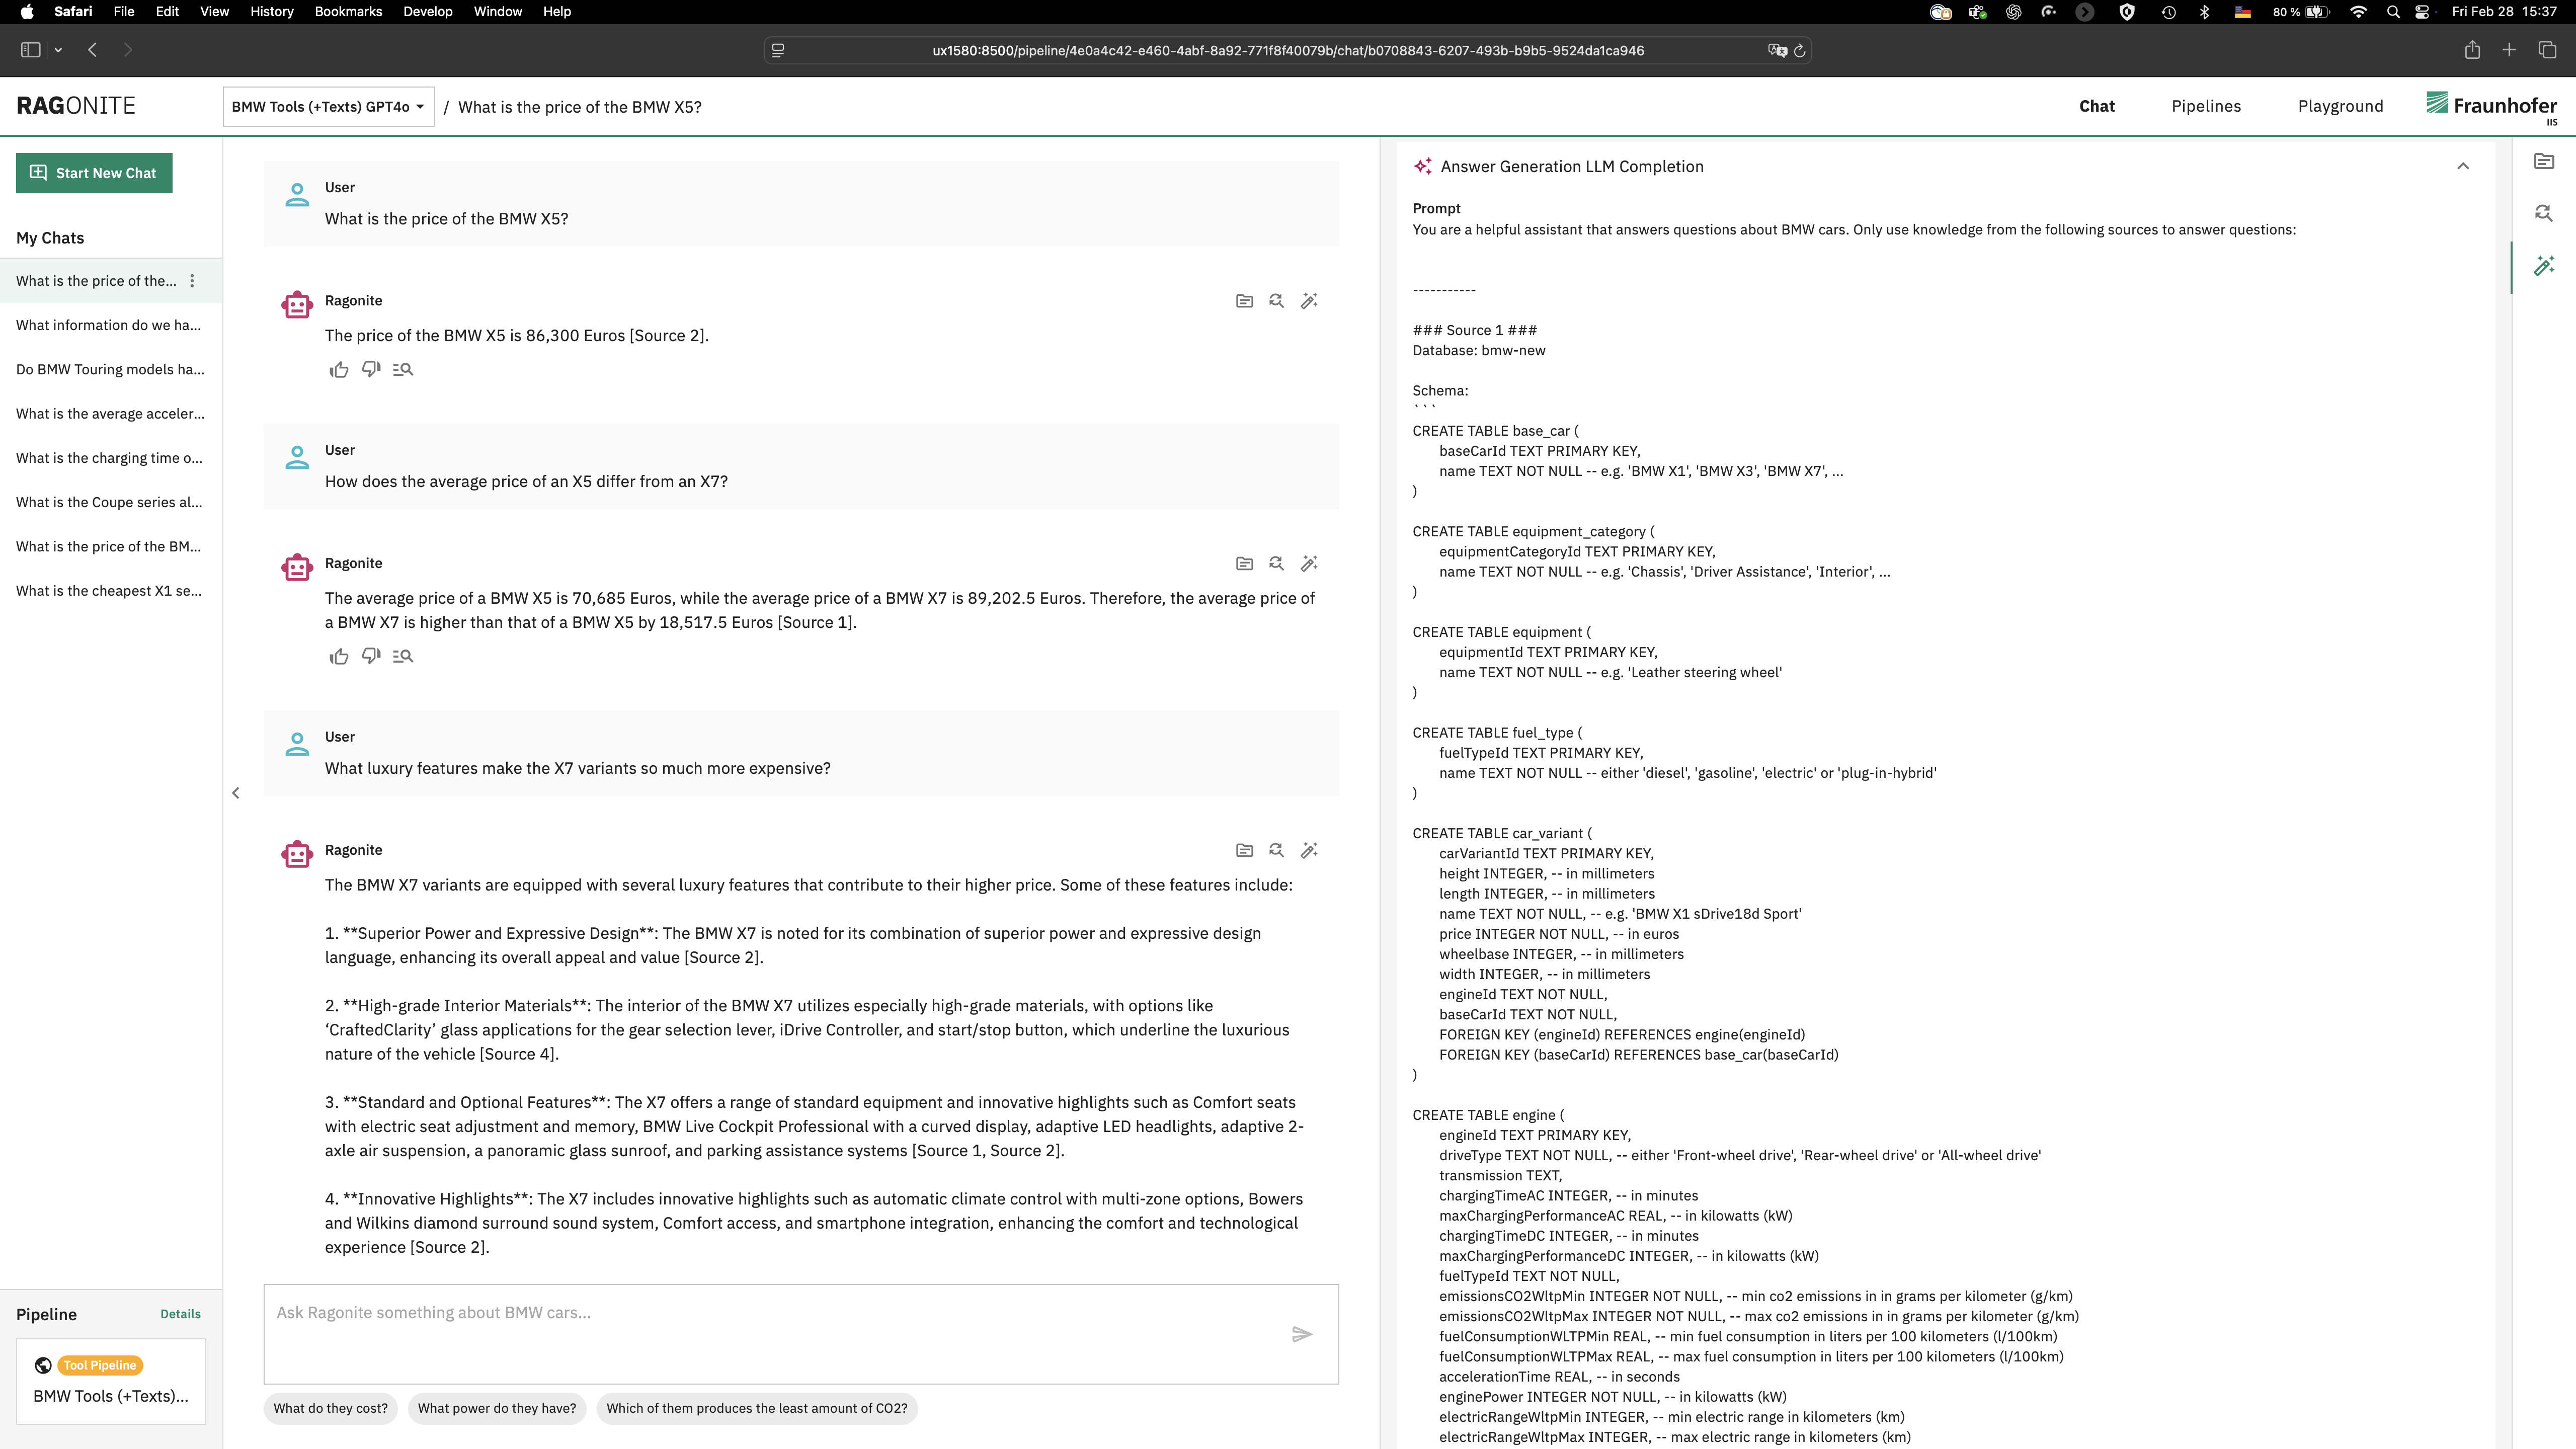 Safari File Edit View History Bookmarks Develop Window Help
80 % Fri Feb 28 15:37
ux1580:8500/pipeline/4e0a4c42-e460-4abf-8a92-771f8f40079b/chat/b0708843-6207-493b-b9b5-9524da1ca946
RAGONITE
BMW Tools (+Texts) GPT4o / What is the price of the BMW X5?
Chat Pipelines Playground
Fraunhofer
IIS
Start New Chat
My Chats
What is the price of the...
What information do we ha...
Do BMW Touring models ha...
What is the average acceler...
What is the charging time o...
What is the Coupe series al...
What is the price of the BM...
What is the cheapest X1 se...
Pipeline Details
Tool Pipeline
BMW Tools (+Texts)...
User
What is the price of the BMW X5?
Ragonite
The price of the BMW X5 is 86,300 Euros [Source 2].
User
How does the average price of an X5 differ from an X7?
Ragonite
The average price of a BMW X5 is 70,685 Euros, while the average price of a BMW X7 is 89,202.5 Euros. Therefore, the average price of
a BMW X7 is higher than that of a BMW X5 by 18,517.5 Euros [Source 1].
User
What luxury features make the X7 variants so much more expensive?
Ragonite
The BMW X7 variants are equipped with several luxury features that contribute to their higher price. Some of these features include:
1. **Superior Power and Expressive Design**: The BMW X7 is noted for its combination of superior power and expressive design
language, enhancing its overall appeal and value [Source 2].
2. **High-grade Interior Materials**: The interior of the BMW X7 utilizes especially high-grade materials, with options like
‘CraftedClarity’ glass applications for the gear selection lever, iDrive Controller, and start/stop button, which underline the luxurious
nature of the vehicle [Source 4].
3. **Standard and Optional Features**: The X7 offers a range of standard equipment and innovative highlights such as Comfort seats
with electric seat adjustment and memory, BMW Live Cockpit Professional with a curved display, adaptive LED headlights, adaptive 2-
axle air suspension, a panoramic glass sunroof, and parking assistance systems [Source 1, Source 2].
4. **Innovative Highlights**: The X7 includes innovative highlights such as automatic climate control with multi-zone options, Bowers
and Wilkins diamond surround sound system, Comfort access, and smartphone integration, enhancing the comfort and technological
experience [Source 2].
Ask Ragonite something about BMW cars...
What do they cost? What power do they have? Which of them produces the least amount of CO2?
Answer Generation LLM Completion
Prompt
You are a helpful assistant that answers questions about BMW cars. Only use knowledge from the following sources to answer questions:
-----------
### Source 1 ###
Database: bmw-new
Schema:
```
CREATE TABLE base_car (
baseCarId TEXT PRIMARY KEY,
name TEXT NOT NULL -- e.g. 'BMW X1', 'BMW X3', 'BMW X7', ...
)
CREATE TABLE equipment_category (
equipmentCategoryId TEXT PRIMARY KEY,
name TEXT NOT NULL -- e.g. 'Chassis', 'Driver Assistance', 'Interior', ...
)
CREATE TABLE equipment (
equipmentId TEXT PRIMARY KEY,
name TEXT NOT NULL -- e.g. 'Leather steering wheel'
)
CREATE TABLE fuel_type (
fuelTypeId TEXT PRIMARY KEY,
name TEXT NOT NULL -- either 'diesel', 'gasoline', 'electric' or 'plug-in-hybrid'
)
CREATE TABLE car_variant (
carVariantId TEXT PRIMARY KEY,
height INTEGER, -- in millimeters
length INTEGER, -- in millimeters
name TEXT NOT NULL, -- e.g. 'BMW X1 sDrive18d Sport'
price INTEGER NOT NULL, -- in euros
wheelbase INTEGER, -- in millimeters
width INTEGER, -- in millimeters
engineId TEXT NOT NULL,
baseCarId TEXT NOT NULL,
FOREIGN KEY (engineId) REFERENCES engine(engineId)
FOREIGN KEY (baseCarId) REFERENCES base_car(baseCarId)
)
CREATE TABLE engine (
engineId TEXT PRIMARY KEY,
driveType TEXT NOT NULL, -- either 'Front-wheel drive', 'Rear-wheel drive' or 'All-wheel drive'
transmission TEXT,
chargingTimeAC INTEGER, -- in minutes
maxChargingPerformanceAC REAL, -- in kilowatts (kW)
chargingTimeDC INTEGER, -- in minutes
maxChargingPerformanceDC INTEGER, -- in kilowatts (kW)
fuelTypeId TEXT NOT NULL,
emissionsCO2WltpMin INTEGER NOT NULL, -- min co2 emissions in in grams per kilometer (g/km)
emissionsCO2WltpMax INTEGER NOT NULL, -- max co2 emissions in in grams per kilometer (g/km)
fuelConsumptionWLTPMin REAL, -- min fuel consumption in liters per 100 kilometers (l/100km)
fuelConsumptionWLTPMax REAL, -- max fuel consumption in liters per 100 kilometers (l/100km)
accelerationTime REAL, -- in seconds
enginePower INTEGER NOT NULL, -- in kilowatts (kW)
electricRangeWltpMin INTEGER, -- min electric range in kilometers (km)
electricRangeWltpMax INTEGER, -- max electric range in kilometers (km)